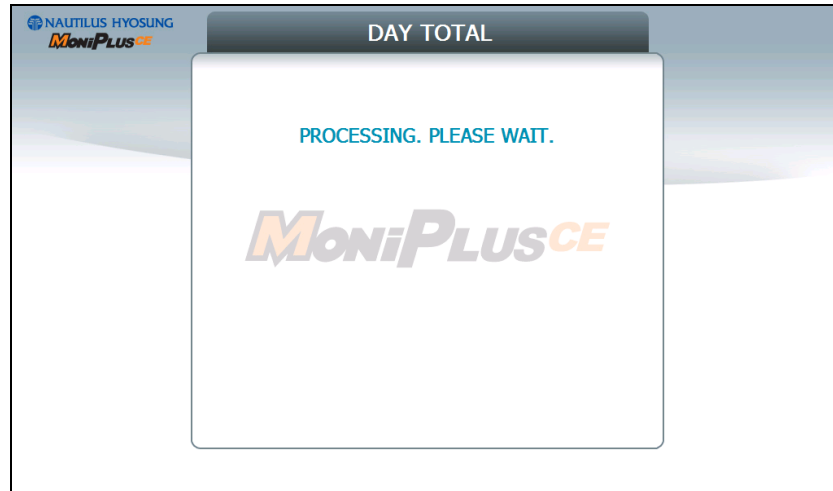 NAUTILUS HYOSUNG
MoniPlusCE
DAY TOTAL
PROCESSING. PLEASE WAIT.
MoniPlusCE